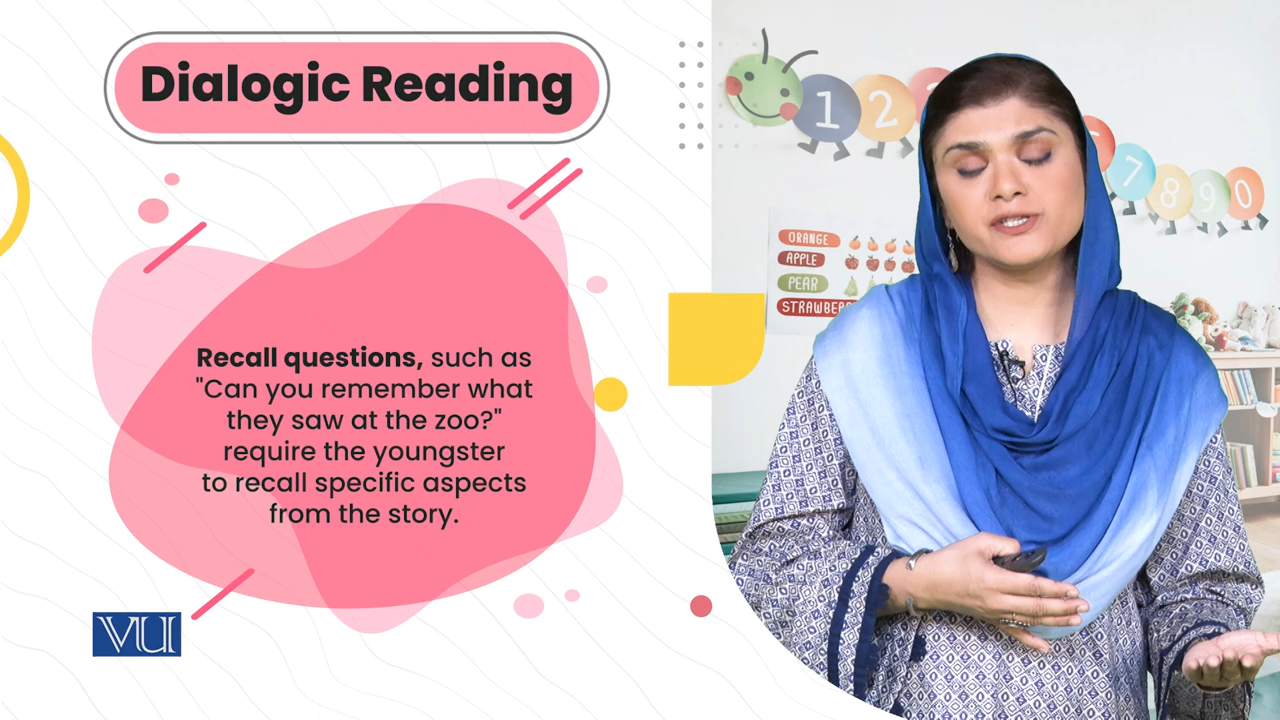 Dialogic Reading
Recall questions, such as
"Can you remember what
they saw at the zoo?"
require the youngster
to recall specific aspects
from the story.
VU
1 2
7 8 9 0
ORANGE
APPLE
PEAR